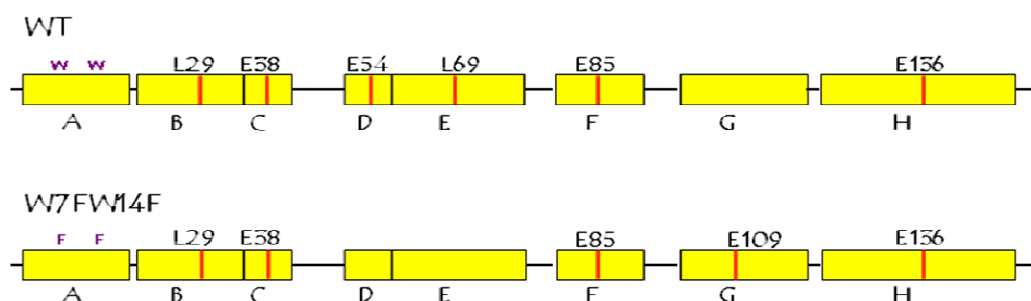 WT
W W L29 E38 E54 L69 E85 E136
A B C D E F G H
W7FW14F
F F L29 E38 E85 E109 E136
A B C D E F G H